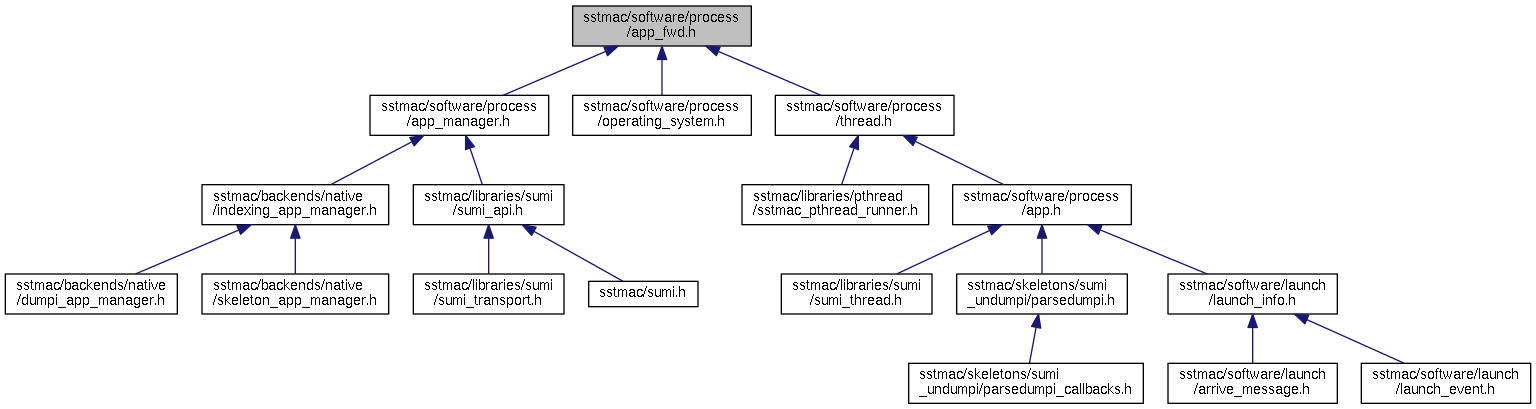 sstmac/software/process
/app_fwd.h
sstmac/software/process
/app_manager.h
sstmac/software/process
/operating_system.h
sstmac/software/process
/thread.h
sstmac/backends/native
/indexing_app_manager.h
sstmac/libraries/sumi
/sumi_api.h
sstmac/libraries/pthread
/sstmac_pthread_runner.h
sstmac/software/process
/app.h
sstmac/backends/native
/dumpi_app_manager.h
sstmac/backends/native
/skeleton_app_manager.h
sstmac/libraries/sumi
/sumi_transport.h
sstmac/sumi.h
sstmac/libraries/sumi
/sumi_thread.h
sstmac/skeletons/sumi
_undumpi/parsedumpi.h
sstmac/software/launch
/launch_info.h
sstmac/skeletons/sumi
_undumpi/parsedumpi_callbacks.h
sstmac/software/launch
/arrive_message.h
sstmac/software/launch
/launch_event.h